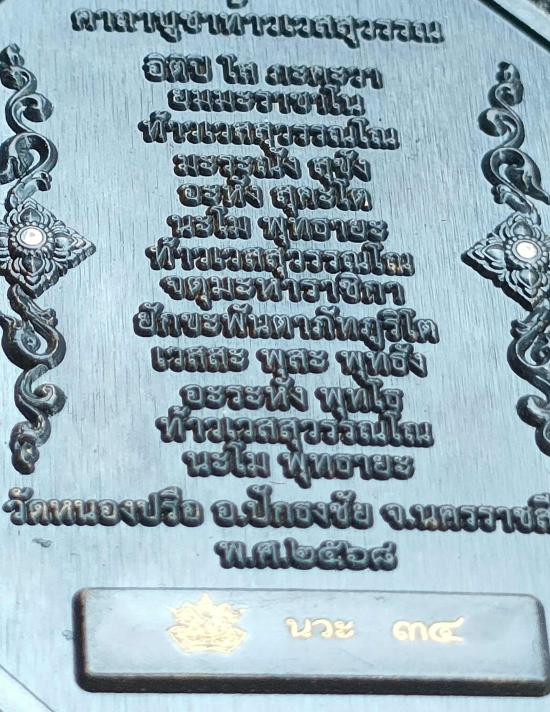 คาถาบูชาท้าวเวสสุวรรณ
อิติปิ โส ภะคะวา
ยมมะราชาโน
ท้าวเวสสุวรรณโณ
มะระณัง สุขัง
อะหัง สุคะโต
นะโม พุทธายะ
ท้าวเวสสุวรรณโณ
จตุมะหาราชิกา
ยักขะพันตาภัทภูริโต
เวสสะ พุสะ พุทธัง
อะระหัง พุทโธ
ท้าวเวสสุวรรณโณ
นะโม พุทธายะ
วัดหนองปรือ อ.ปักธงชัย จ.นครราชสี
พ.ศ.๒๕๖๘
นวะ ๓๔